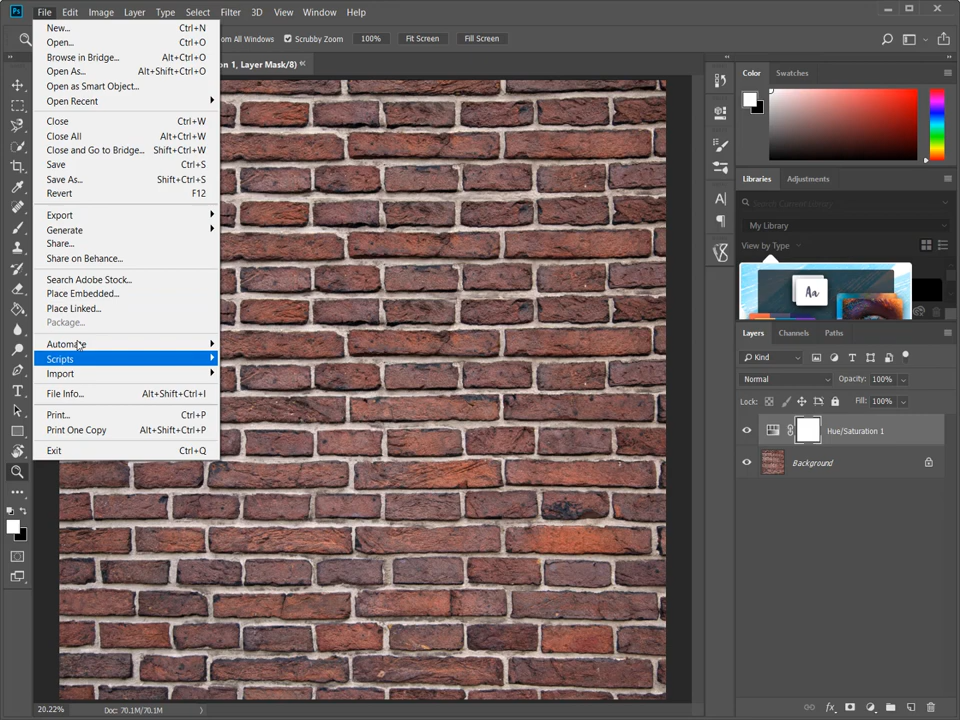 Ps File Edit Image Layer Type Select Filter 3D View Window Help
om All Windows Scrubby Zoom 100% Fit Screen Fill Screen
n 1, Layer Mask/8)
New... Ctrl+N
Open... Ctrl+O
Browse in Bridge... Alt+Ctrl+O
Open As... Alt+Shift+Ctrl+O
Open as Smart Object...
Open Recent
Close Ctrl+W
Close All Alt+Ctrl+W
Close and Go to Bridge... Shift+Ctrl+W
Save Ctrl+S
Save As... Shift+Ctrl+S
Revert F12
Export
Generate
Share...
Share on Behance...
Search Adobe Stock...
Place Embedded...
Place Linked...
Package...
Automate
Scripts
Import
File Info... Alt+Shift+Ctrl+I
Print... Ctrl+P
Print One Copy Alt+Shift+Ctrl+P
Exit Ctrl+Q
Color Swatches
Libraries Adjustments
Search Current Library
My Library
View by Type
Aa
Layers Channels Paths
Kind
Normal Opacity: 100%
Lock: Fill: 100%
Hue/Saturation 1
Background
20.22% Doc: 70.1M/70.1M